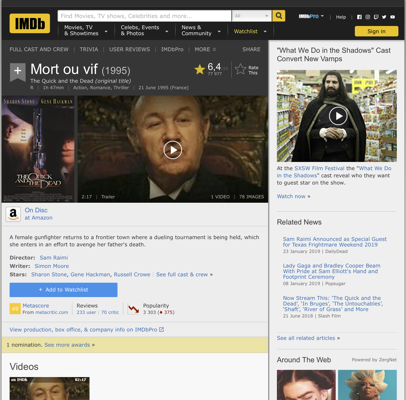 IMDb
Find Movies, TV shows, Celebrities and more...
All
IMDbPro
Help
Movies, TV
& Showtimes
Celebs, Events
& Photos
News &
Community
Watchlist
Sign in
FULL CAST AND CREW | TRIVIA | USER REVIEWS | IMDbPro | MORE
SHARE
Mort ou vif (1995)
The Quick and the Dead (original title)
R | 1h 47min | Action, Romance, Thriller | 21 June 1995 (France)
6,4
Rate
This
SHARON STONE
GENE HACKMAN
THE QUICK AND THE DEAD
2:17 | Trailer
1 VIDEO | 78 IMAGES
On Disc
at Amazon
A female gunfighter returns to a frontier town where a dueling tournament is being held, which
she enters in an effort to avenge her father's death.
Director: Sam Raimi
Writer: Simon Moore
Stars: Sharon Stone, Gene Hackman, Russell Crowe | See full cast & crew »
+ Add to Watchlist
Metascore
From metacritic.com
Reviews
233 user | 70 critic
Popularity
3 303 (375)
View production, box office, & company info on IMDbPro
1 nomination. See more awards »
Videos
IMDb
02:17
"What We Do in the Shadows" Cast
Convert New Vamps
At the SXSW Film Festival the "What We
Do in the Shadows" cast reveal who they
want to guest star on the show.
Watch now »
Related News
Sam Raimi Announced as Special Guest
for Texas Frightmare Weekend 2019
23 January 2019 | DailyDead
Lady Gaga and Bradley Cooper Beam
With Pride at Sam Elliott's Hand and
Footprint Ceremony
08 January 2019 | Popsugar
Now Stream This: 'The Quick and the
Dead', 'In Bruges', 'The Untouchables',
'Shaft', 'River of Grass' and More
21 June 2018 | Slash Film
See all related articles »
Around The Web | Powered by ZergNet